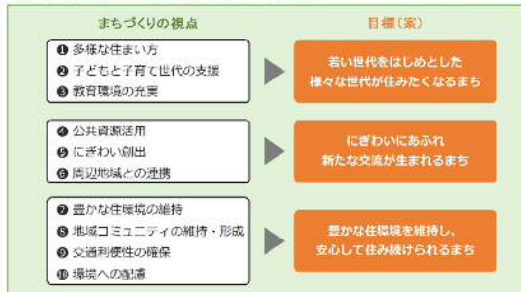 まちづくりの視点
目標(案)
❶ 多様な住まい方
❷ 子どもと子育て世代の支援
❸ 教育環境の充実
若い世代をはじめとした
様々な世代が住みたくなるまち
❹ 公共資源活用
❺ にぎわい創出
❻ 周辺地域との連携
にぎわいにあふれ
新たな交流が生まれるまち
❼ 豊かな住環境の維持
❽ 地域コミュニティの維持・形成
❾ 交通利便性の確保
❿ 環境への配慮
豊かな住環境を維持し、
安心して住み続けられるまち